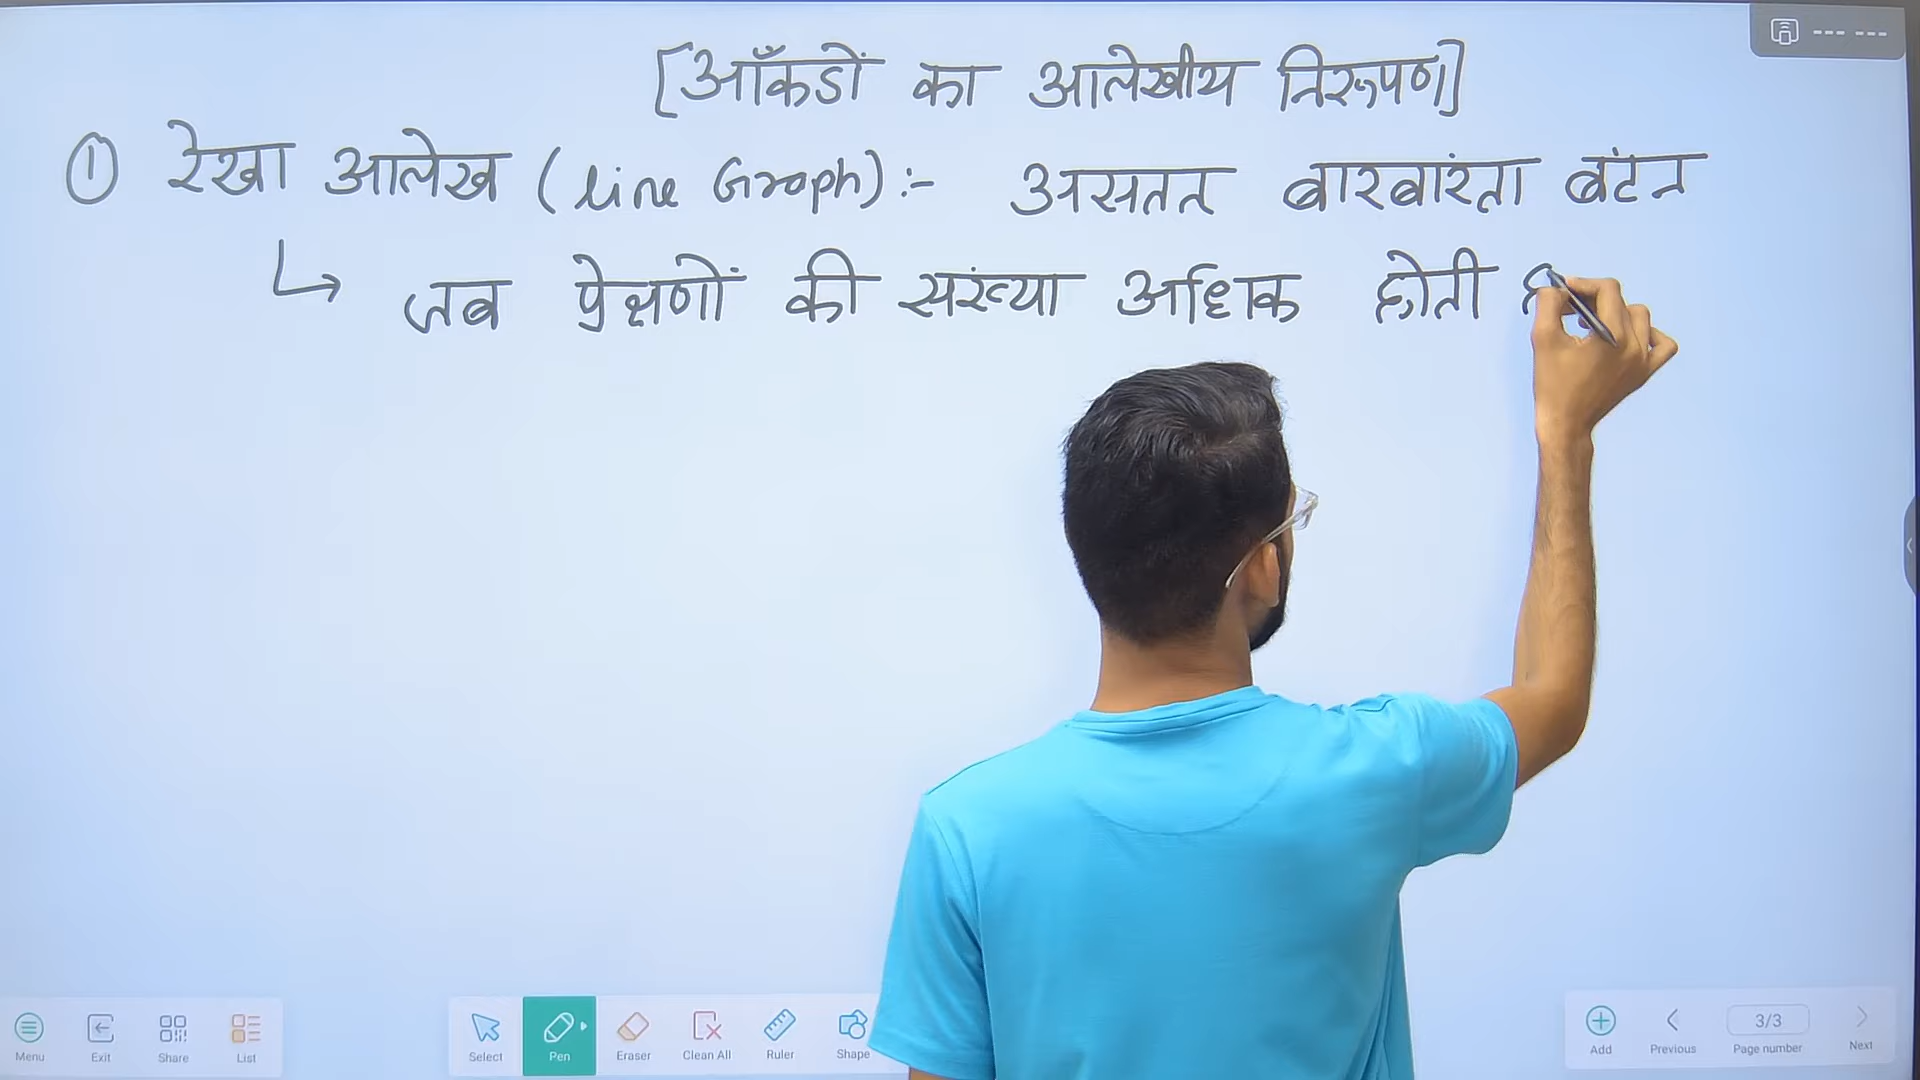 [आँकडों का आलेखीय निरूपण]
① रेखा आलेख (line Graph):- असतत बारबांरता बंटन
↳ जब प्रेक्षणों की संख्या अधिक होती
Menu Exit Share List Select Pen Eraser Clean All Ruler Shape Add Previous 3/3 Page number Next